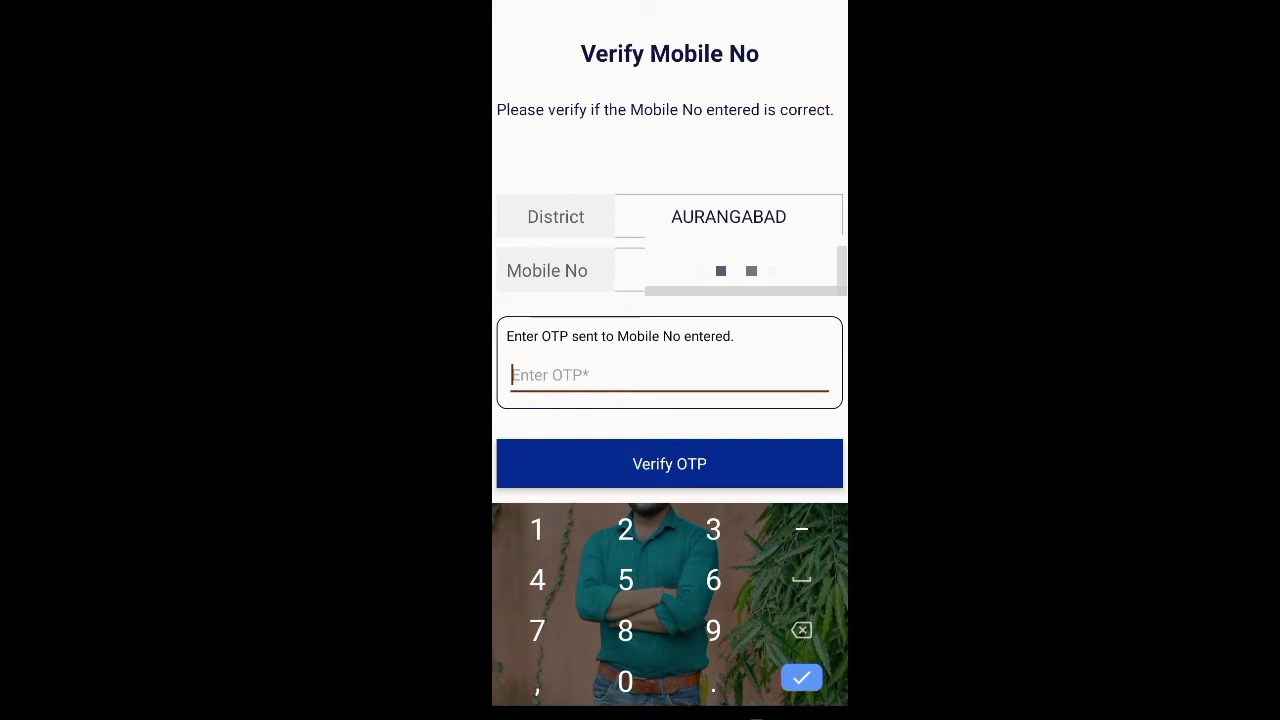 Verify Mobile No
Please verify if the Mobile No entered is correct.
District AURANGABAD
Mobile No
Enter OTP sent to Mobile No entered.
Enter OTP*
Verify OTP
1 2 3 –
4 5 6
7 8 9
, 0 .